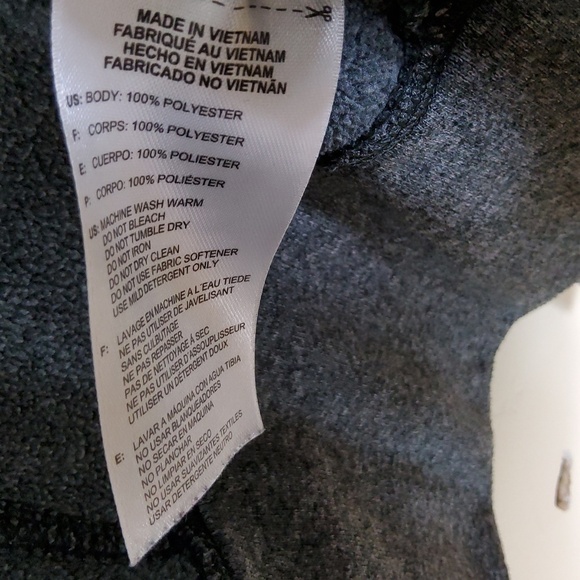 MADE IN VIETNAM
FABRIQUÉ AU VIETNAM
HECHO EN VIETNAM
FABRICADO NO VIETNÃN
US: BODY: 100% POLYESTER
F: CORPS: 100% POLYESTER
E: CUERPO: 100% POLIESTER
P: CORPO: 100% POLIÉSTER
US: MACHINE WASH WARM
DO NOT BLEACH
DO NOT TUMBLE DRY
DO NOT IRON
DO NOT DRY CLEAN
DO NOT USE FABRIC SOFTENER
USE MILD DETERGENT ONLY
F: LAVAGE EN MACHINE A L'EAU TIEDE
NE PAS UTILISER DE JAVELISANT
SANS CULBUTAGE
NE PAS REPASSER
PAS DE NETTOYAGE À SEC
NE PAS UTILISER D'ASSOUPLISSEUR
UTILISER UN DETERGENT DOUX
E: LAVAR A MÁQUINA CON AGUA TIBIA
NO USAR BLANQUEADORES
NO SECAR EN MAQUINA
NO PLANCHAR
NO LIMPIAR EN SECO
NO USAR SUAVIZANTES TEXTILES
USAR DETERGENTE NEUTRO